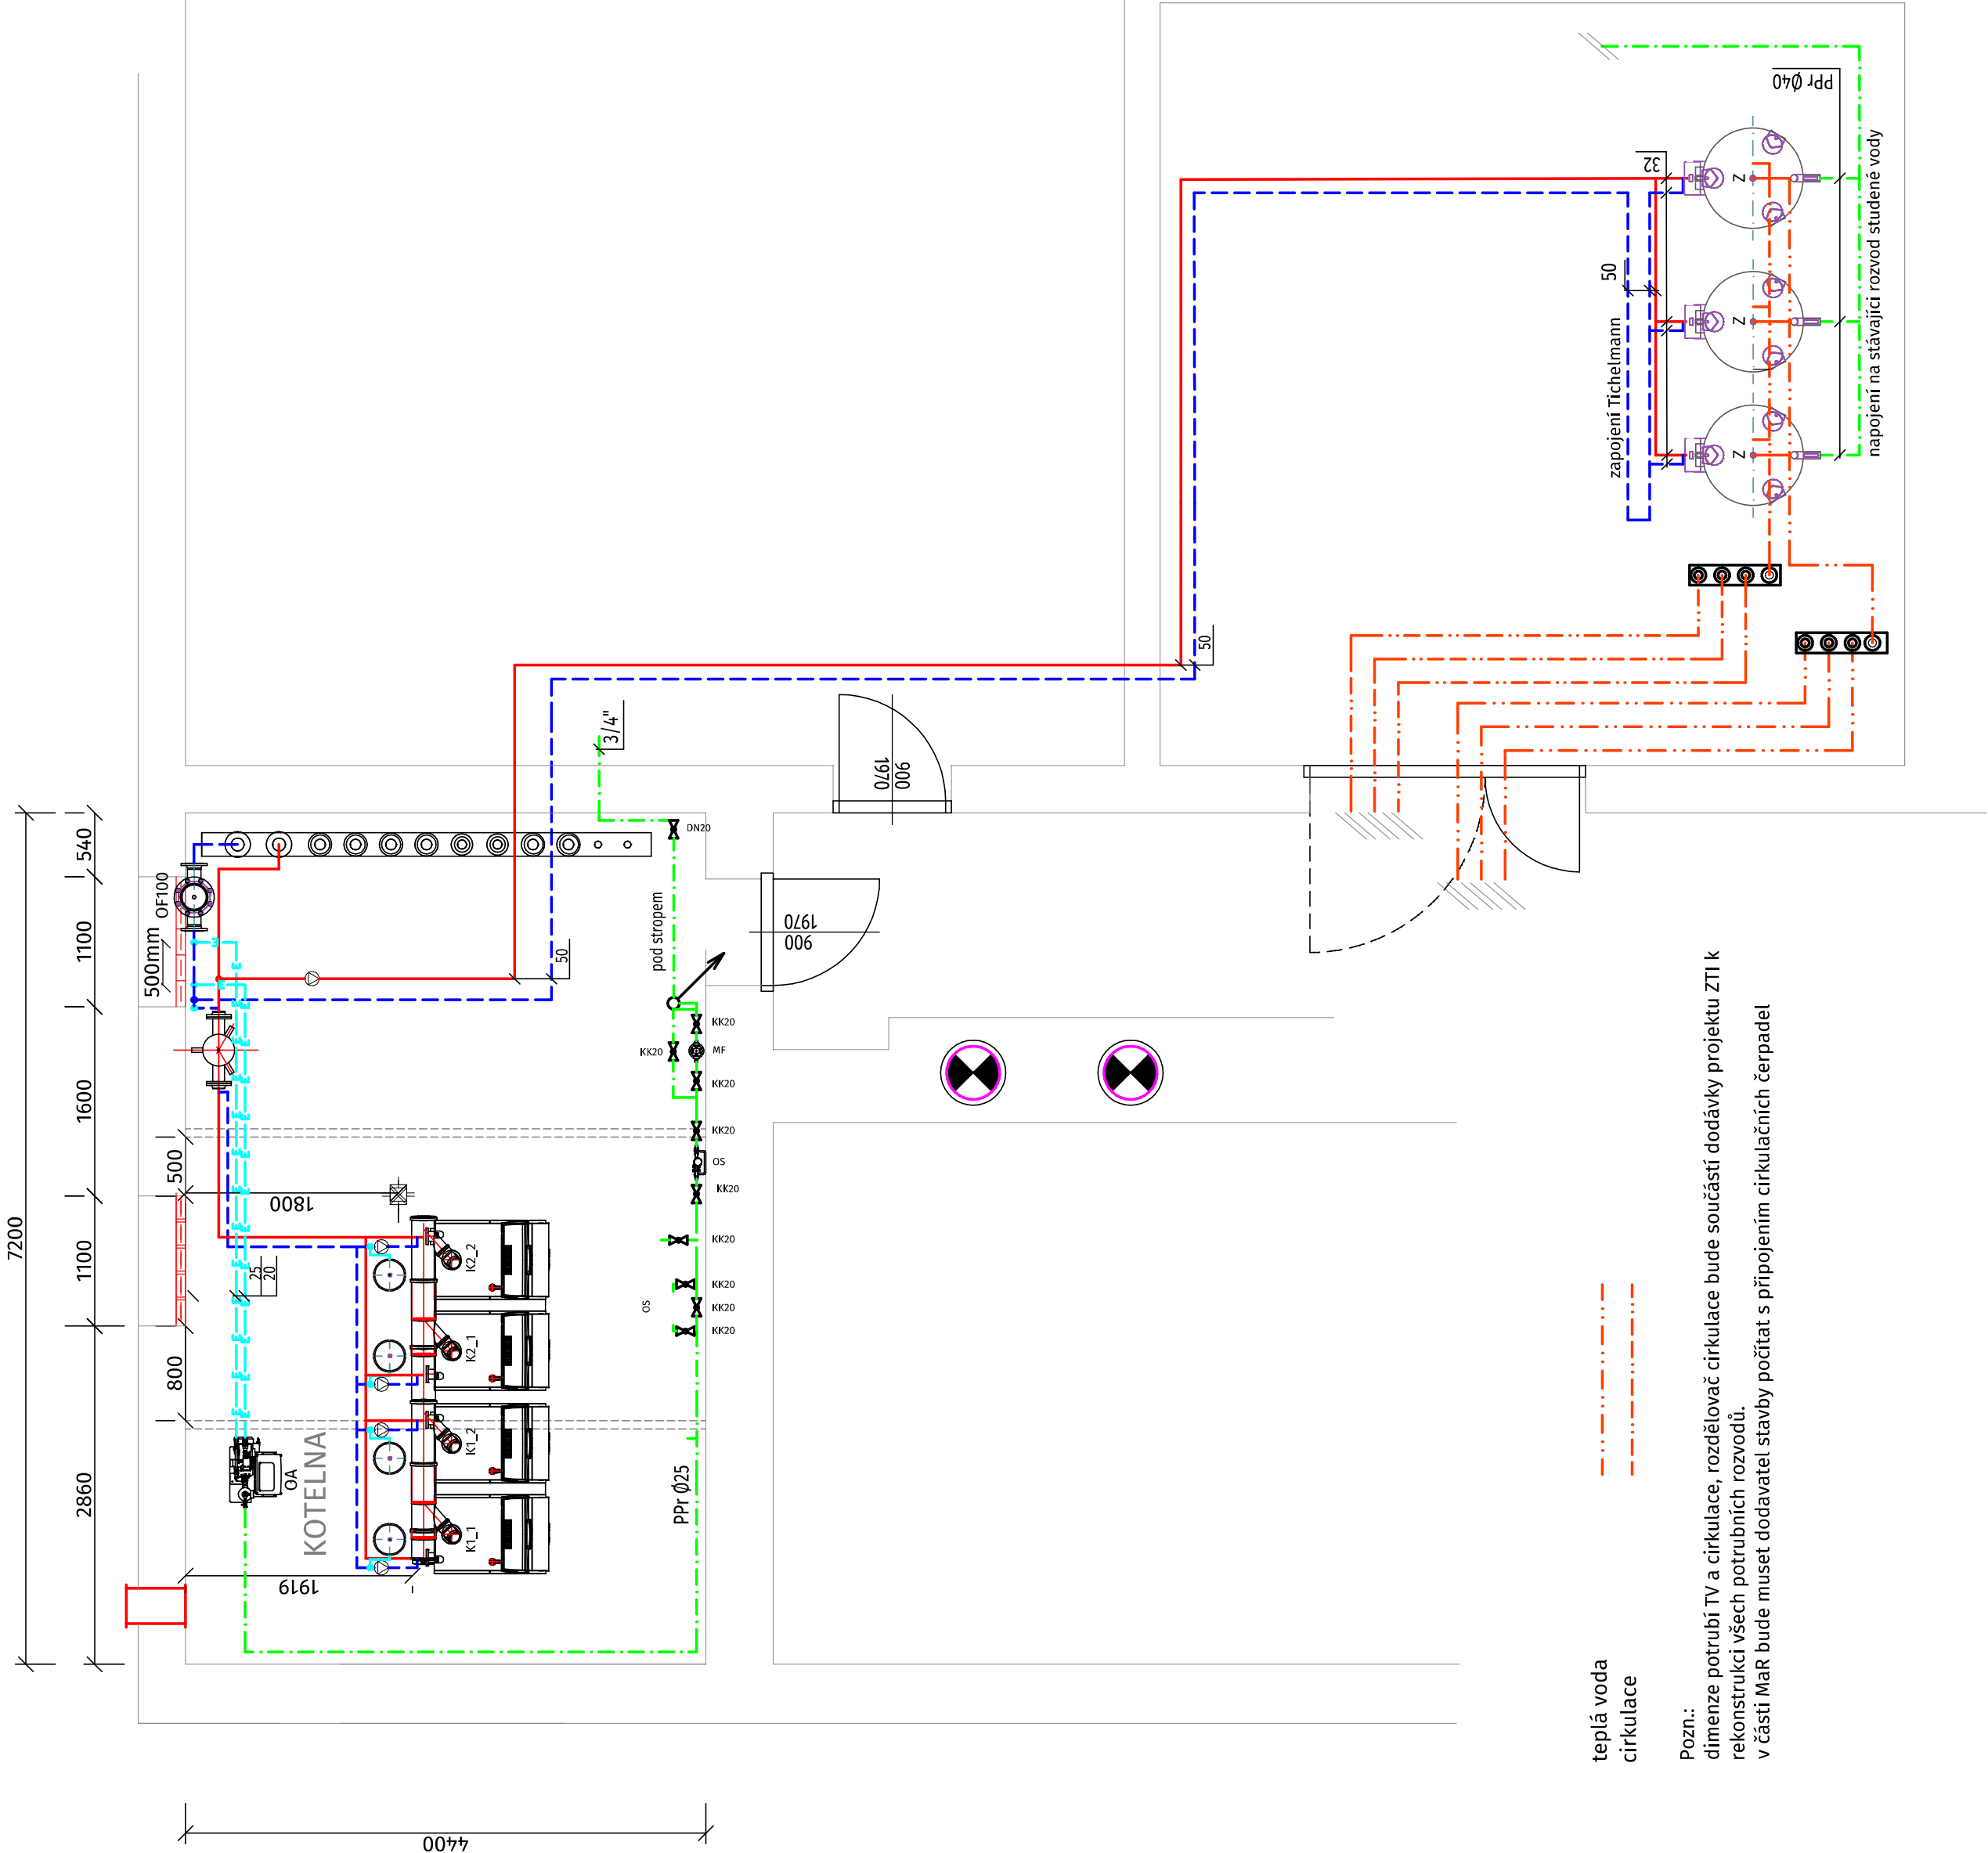 7200
540
1100
1600
1100
2860
500
800
500mm
OF100
1800
25
20
1919
4400
KOTELNA
OA
K2_2
K2_1
K1_2
K1_1
50
3/4"
DN20
pod stropem
KK20
KK20
MF
KK20
KK20
OS
KK20
KK20
KK20
OS
KK20
KK20
PPr Ø25
900
1970
900
1970
50
50
32
zapojení Tichelmann
Z
Z
Z
PPr Ø40
napojení na stávající rozvod studené vody
teplá voda
cirkulace
Pozn.:
dimenze potrubí TV a cirkulace, rozdělovač cirkulace bude součástí dodávky projektu ZTI k
rekonstrukci všech potrubních rozvodů.
v části MaR bude muset dodavatel stavby počítat s připojením cirkulačních čerpadel